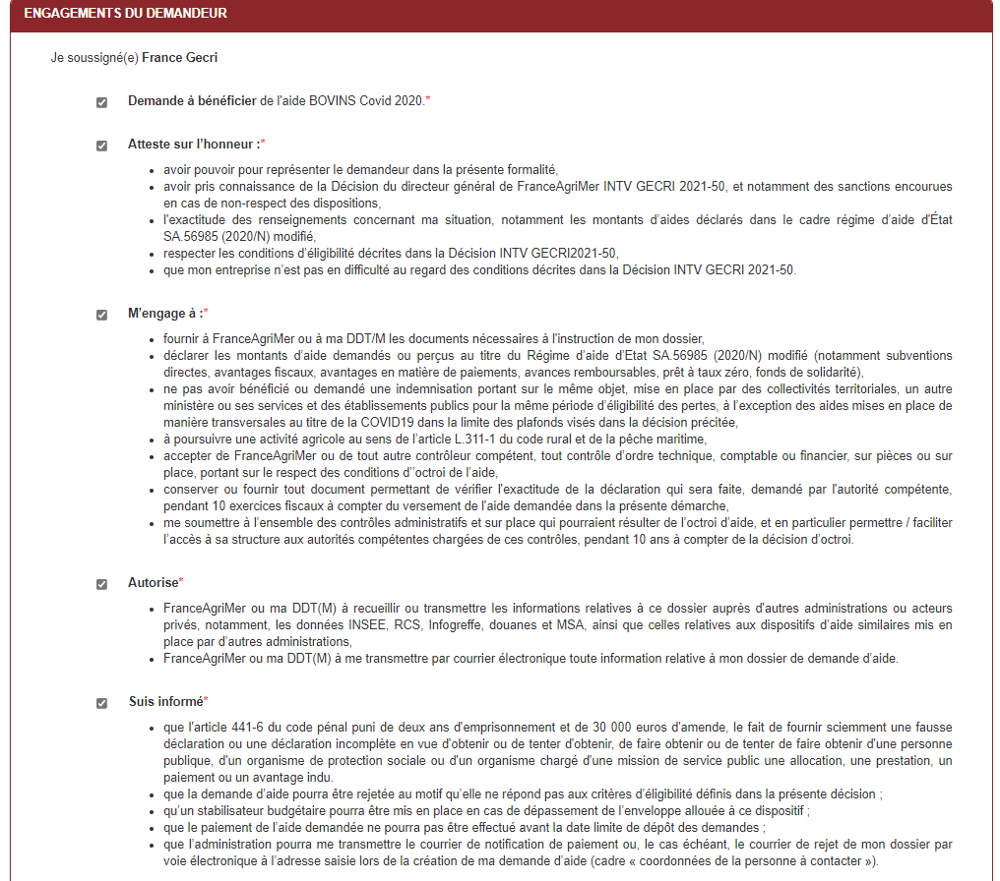 ENGAGEMENTS DU DEMANDEUR
Je soussigné(e) France Gecri
Demande à bénéficier de l'aide BOVINS Covid 2020.*
Atteste sur l'honneur :*
• avoir pouvoir pour représenter le demandeur dans la présente formalité,
• avoir pris connaissance de la Décision du directeur général de FranceAgriMer INTV GECRI 2021-50, et notamment des sanctions encourues
en cas de non-respect des dispositions,
• l'exactitude des renseignements concernant ma situation, notamment les montants d'aides déclarés dans le cadre régime d'aide d'État
SA.56985 (2020/N) modifié,
• respecter les conditions d'éligibilité décrites dans la Décision INTV GECRI2021-50,
• que mon entreprise n'est pas en difficulté au regard des conditions décrites dans la Décision INTV GECRI 2021-50.
M'engage à :*
• fournir à FranceAgriMer ou à ma DDT/M les documents nécessaires à l'instruction de mon dossier,
• déclarer les montants d'aide demandés ou perçus au titre du Régime d'aide d'Etat SA.56985 (2020/N) modifié (notamment subventions
directes, avantages fiscaux, avantages en matière de paiements, avances remboursables, prêt à taux zéro, fonds de solidarité),
• ne pas avoir bénéficié ou demandé une indemnisation portant sur le même objet, mise en place par des collectivités territoriales, un autre
ministère ou ses services et des établissements publics pour la même période d'éligibilité des pertes, à l'exception des aides mises en place de
manière transversales au titre de la COVID19 dans la limite des plafonds visés dans la décision précitée,
• à poursuivre une activité agricole au sens de l'article L.311-1 du code rural et de la pêche maritime,
• accepter de FranceAgriMer ou de tout autre contrôleur compétent, tout contrôle d'ordre technique, comptable ou financier, sur pièces ou sur
place, portant sur le respect des conditions d''octroi de l'aide,
• conserver ou fournir tout document permettant de vérifier l'exactitude de la déclaration qui sera faite, demandé par l'autorité compétente,
pendant 10 exercices fiscaux à compter du versement de l'aide demandée dans la présente démarche,
• me soumettre à l'ensemble des contrôles administratifs et sur place qui pourraient résulter de l'octroi d'aide, et en particulier permettre / faciliter
l'accès à sa structure aux autorités compétentes chargées de ces contrôles, pendant 10 ans à compter de la décision d'octroi.
Autorise*
• FranceAgriMer ou ma DDT(M) à recueillir ou transmettre les informations relatives à ce dossier auprès d'autres administrations ou acteurs
privés, notamment, les données INSEE, RCS, Infogreffe, douanes et MSA, ainsi que celles relatives aux dispositifs d'aide similaires mis en
place par d'autres administrations,
• FranceAgriMer ou ma DDT(M) à me transmettre par courrier électronique toute information relative à mon dossier de demande d'aide.
Suis informé*
• que l'article 441-6 du code pénal puni de deux ans d'emprisonnement et de 30 000 euros d'amende, le fait de fournir sciemment une fausse
déclaration ou une déclaration incomplète en vue d'obtenir ou de tenter d'obtenir, de faire obtenir ou de tenter de faire obtenir d'une personne
publique, d'un organisme de protection sociale ou d'un organisme chargé d'une mission de service public une allocation, une prestation, un
paiement ou un avantage indu.
• que la demande d'aide pourra être rejetée au motif qu'elle ne répond pas aux critères d'éligibilité définis dans la présente décision ;
• qu'un stabilisateur budgétaire pourra être mis en place en cas de dépassement de l'enveloppe allouée à ce dispositif ;
• que le paiement de l'aide demandée ne pourra pas être effectué avant la date limite de dépôt des demandes ;
• que l'administration pourra me transmettre le courrier de notification de paiement ou, le cas échéant, le courrier de rejet de mon dossier par
voie électronique à l'adresse saisie lors de la création de ma demande d'aide (cadre « coordonnées de la personne à contacter »).